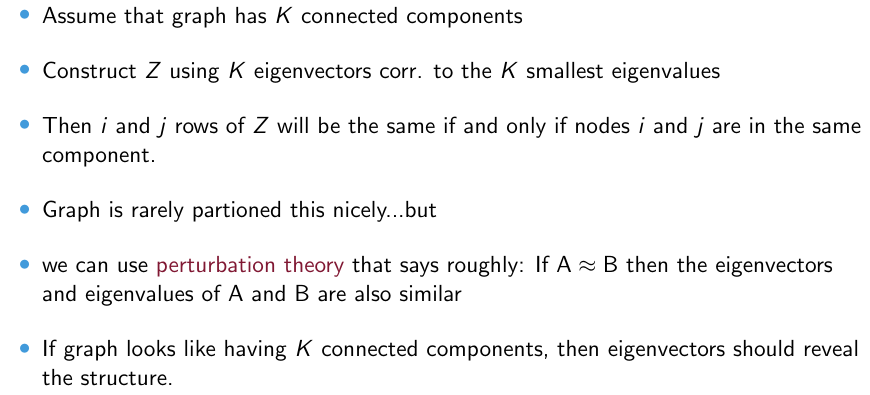 • Assume that graph has K connected components
• Construct Z using K eigenvectors corr. to the K smallest eigenvalues
• Then i and j rows of Z will be the same if and only if nodes i and j are in the same
component.
• Graph is rarely partioned this nicely...but
• we can use perturbation theory that says roughly: If A ≈ B then the eigenvectors
and eigenvalues of A and B are also similar
• If graph looks like having K connected components, then eigenvectors should reveal
the structure.